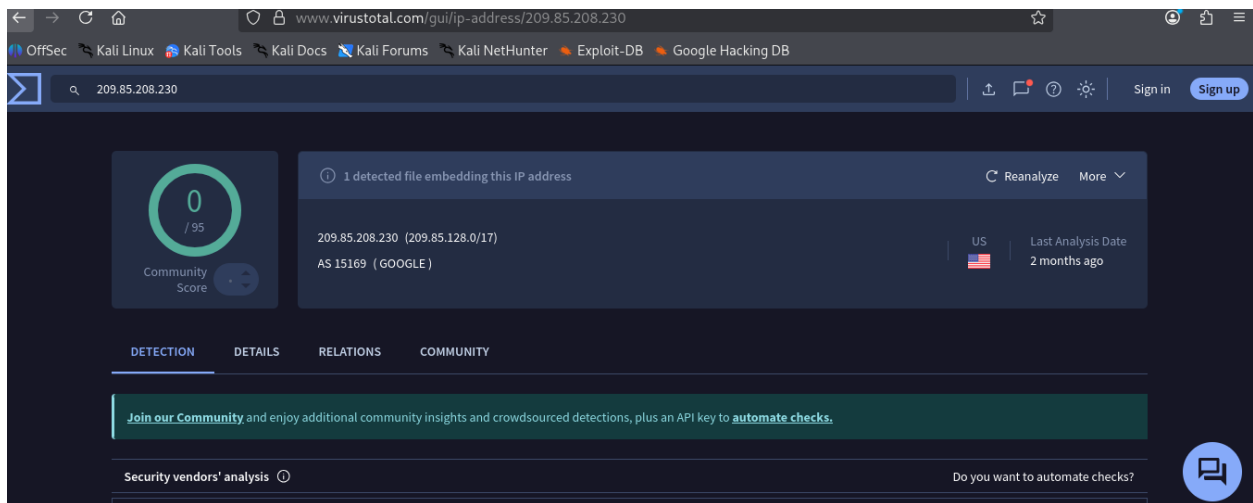 www.virustotal.com/gui/ip-address/209.85.208.230
OffSec Kali Linux Kali Tools Kali Docs Kali Forums Kali NetHunter Exploit-DB Google Hacking DB
209.85.208.230 Sign in Sign up
1 detected file embedding this IP address Reanalyze More
0
/ 95
Community
Score
209.85.208.230 (209.85.128.0/17)
AS 15169 ( GOOGLE )
US
Last Analysis Date
2 months ago
DETECTION DETAILS RELATIONS COMMUNITY
Join our Community and enjoy additional community insights and crowdsourced detections, plus an API key to automate checks.
Security vendors' analysis Do you want to automate checks?